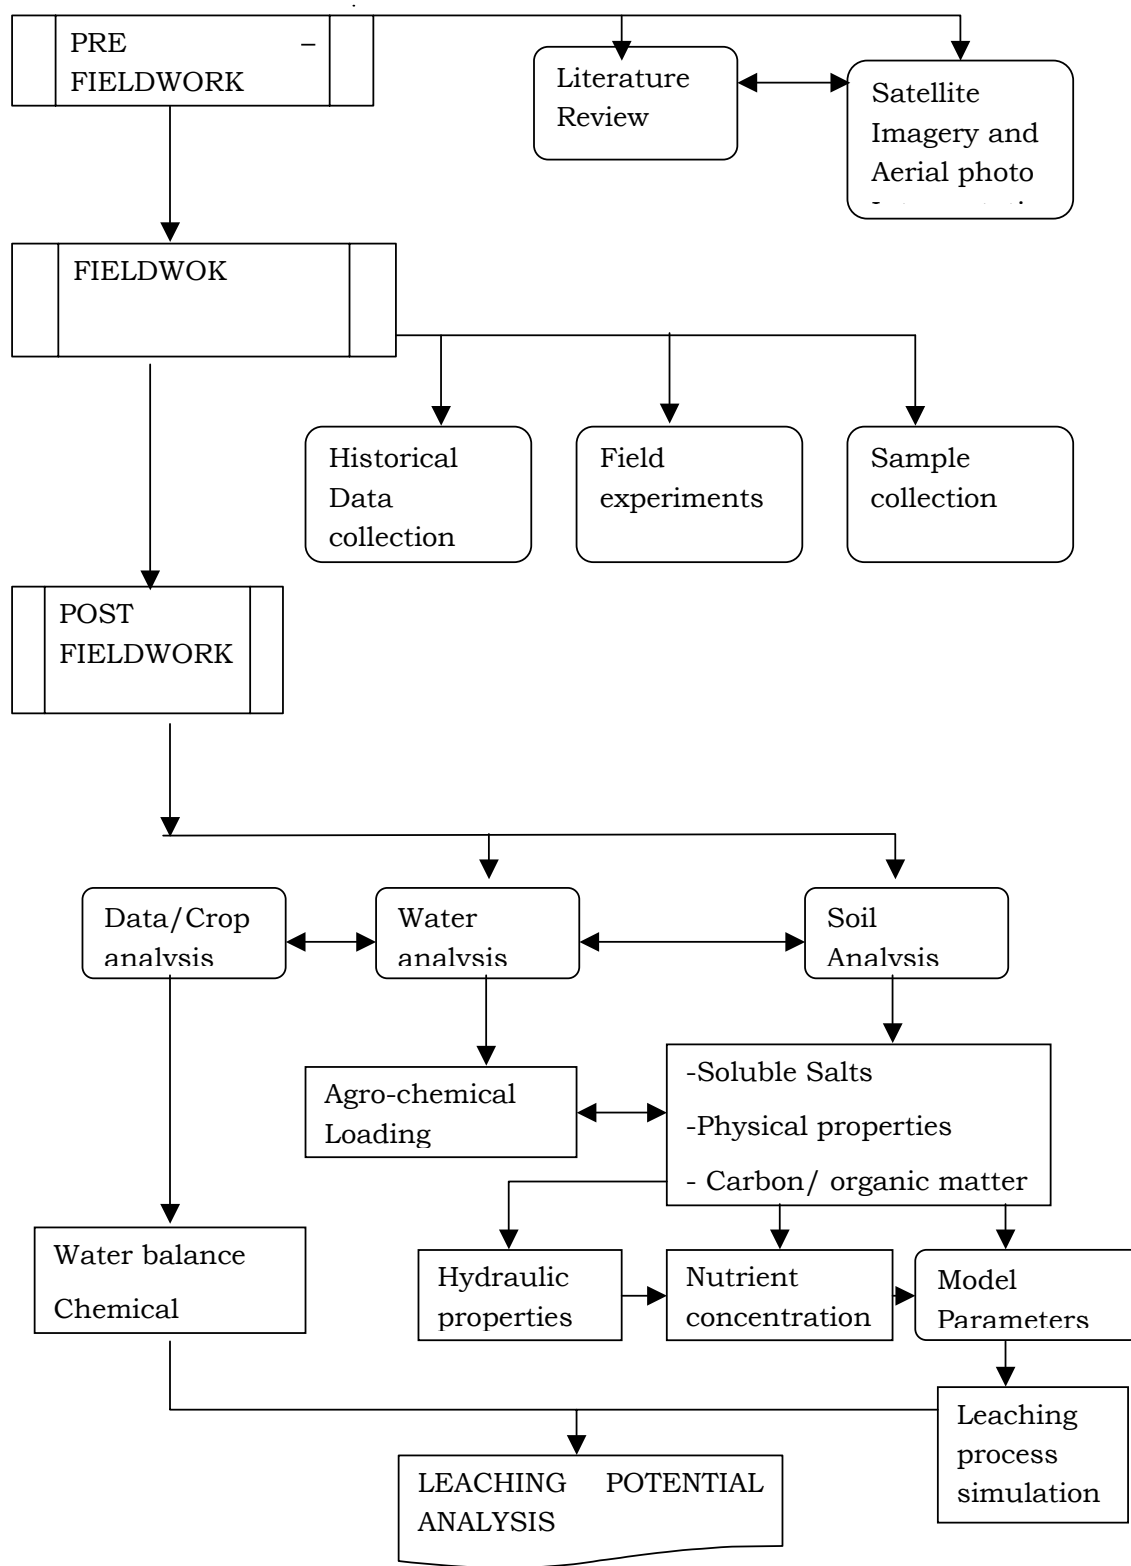 PRE –
FIELDWORK
Literature
Review
Satellite
Imagery and
Aerial photo
FIELDWOK
Historical
Data
collection
Field
experiments
Sample
collection
POST
FIELDWORK
Data/Crop
analysis
Water
analysis
Soil
Analysis
Agro-chemical
Loading
-Soluble Salts
-Physical properties
- Carbon/ organic matter
Water balance
Chemical
Hydraulic
properties
Nutrient
concentration
Model
Parameters
Leaching
process
simulation
LEACHING POTENTIAL
ANALYSIS